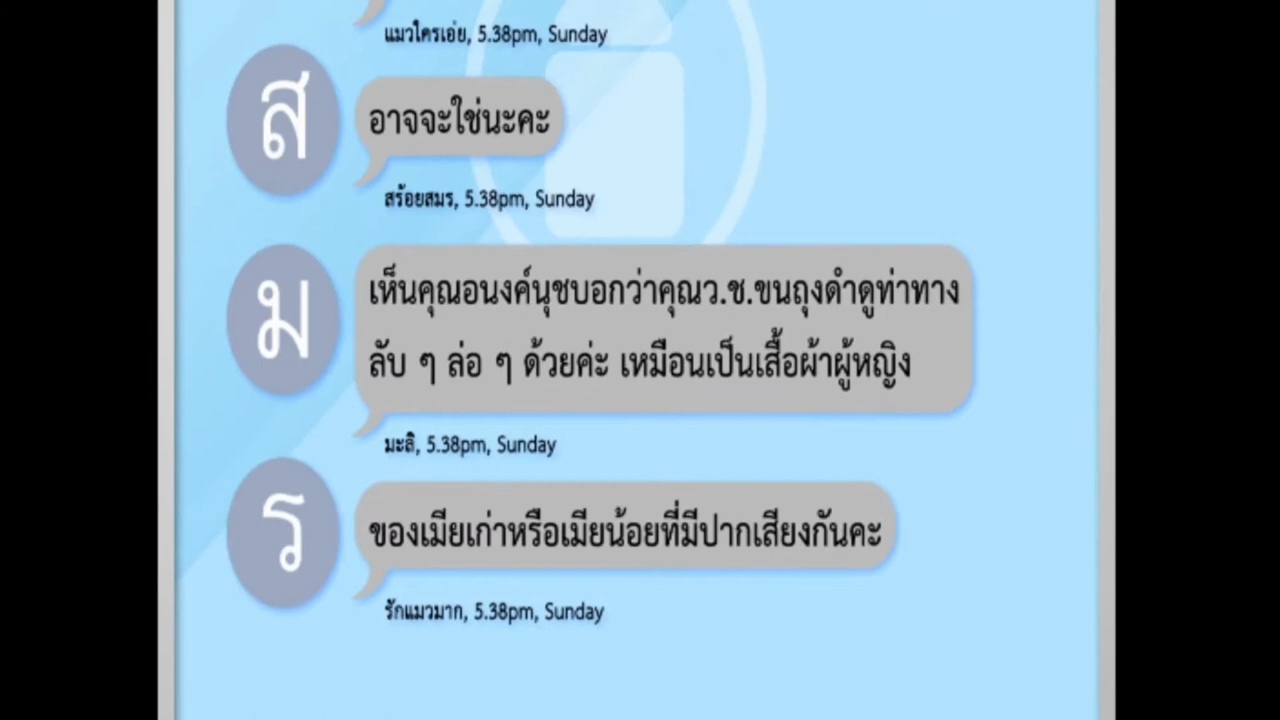 แมวใครเอ่ย, 5.38pm, Sunday
ส
อาจจะใช่นะคะ
สร้อยสมร, 5.38pm, Sunday
ม
เห็นคุณอนงค์นุชบอกว่าคุณว.ช.ขนถุงดำดูท่าทาง
ลับ ๆ ล่อ ๆ ด้วยค่ะ เหมือนเป็นเสื้อผ้าผู้หญิง
มะลิ, 5.38pm, Sunday
ร
ของเมียเก่าหรือเมียน้อยที่มีปากเสียงกันคะ
รักแมวมาก, 5.38pm, Sunday